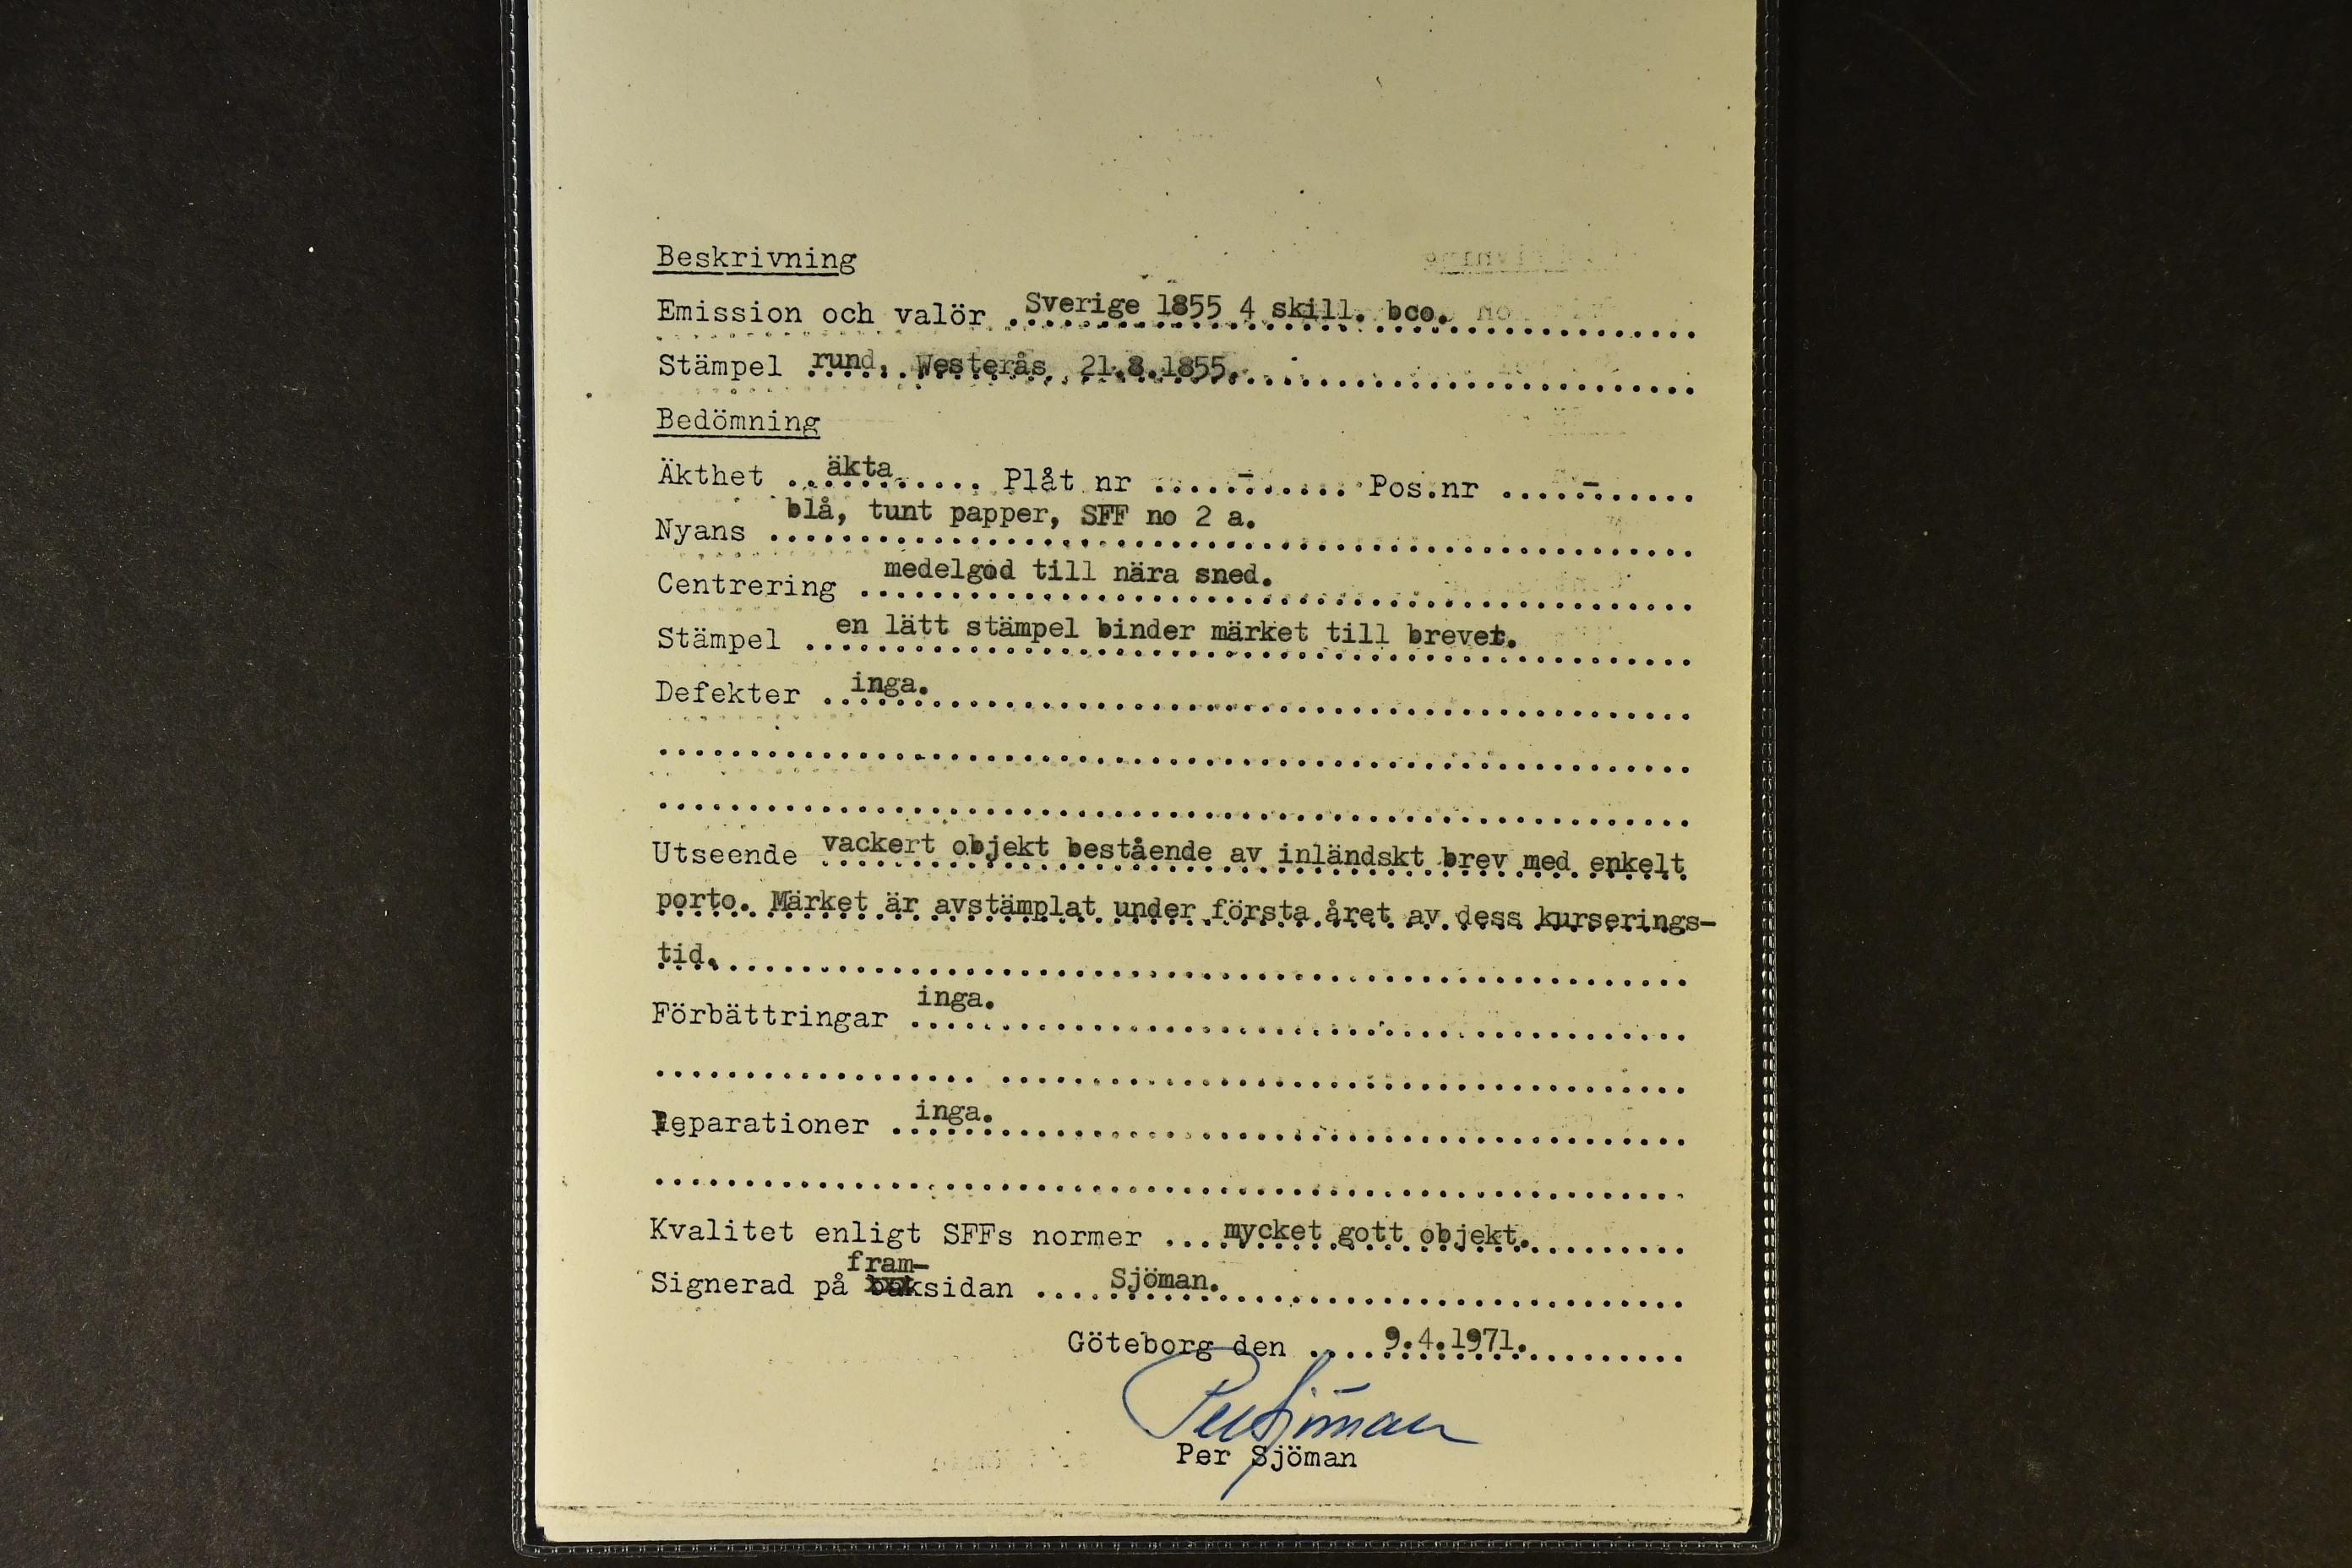 Beskrivning
Emission och valör Sverige 1855 4 skill. bco.
Stämpel rund, Westerås 21.8.1855.
Bedömning
Äkthet äkta Plåt nr - Pos.nr -
Nyans blå, tunt papper, SFF no 2 a.
Centrering medelgod till nära sned.
Stämpel en lätt stämpel binder märket till brevet.
Defekter inga.
Utseende vackert objekt bestående av inländskt brev med enkelt
porto. Märket är avstämplat under första året av dess kurserings-
tid.
Förbättringar inga.
Reparationer inga.
Kvalitet enligt SFFs normer mycket gott objekt.
fram-
Signerad på baksidan Sjöman.
Göteborg den 9.4.1971.
Per Sjöman
Per Sjöman